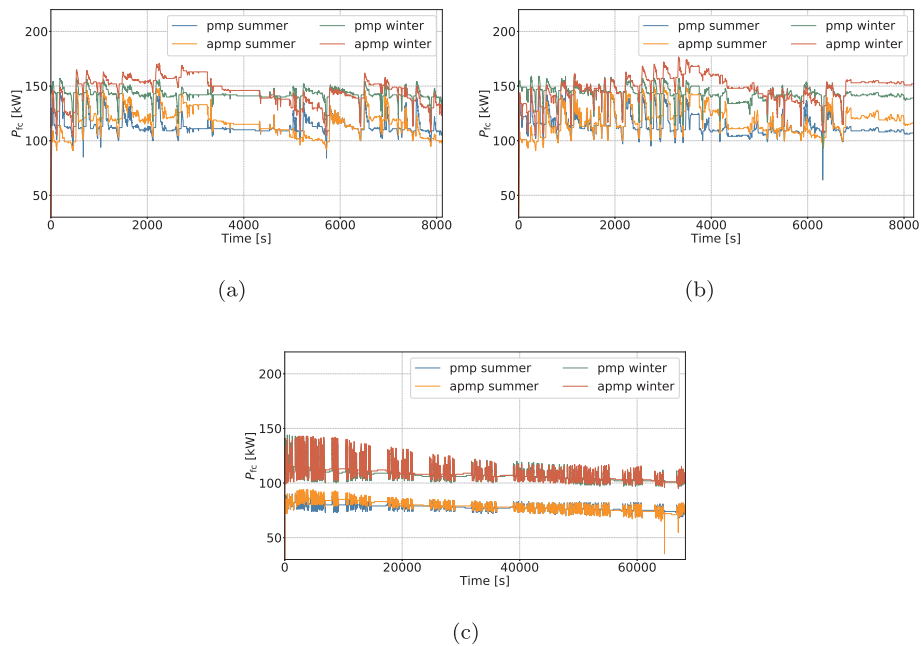 pmp summer pmp winter
apmp summer apmp winter
200
150
100
50
P_fc [kW]
0 2000 4000 6000 8000
Time [s]
(a)
pmp summer pmp winter
apmp summer apmp winter
200
150
100
50
P_fc [kW]
0 2000 4000 6000 8000
Time [s]
(b)
pmp summer pmp winter
apmp summer apmp winter
200
150
100
50
P_fc [kW]
0 20000 40000 60000
Time [s]
(c)